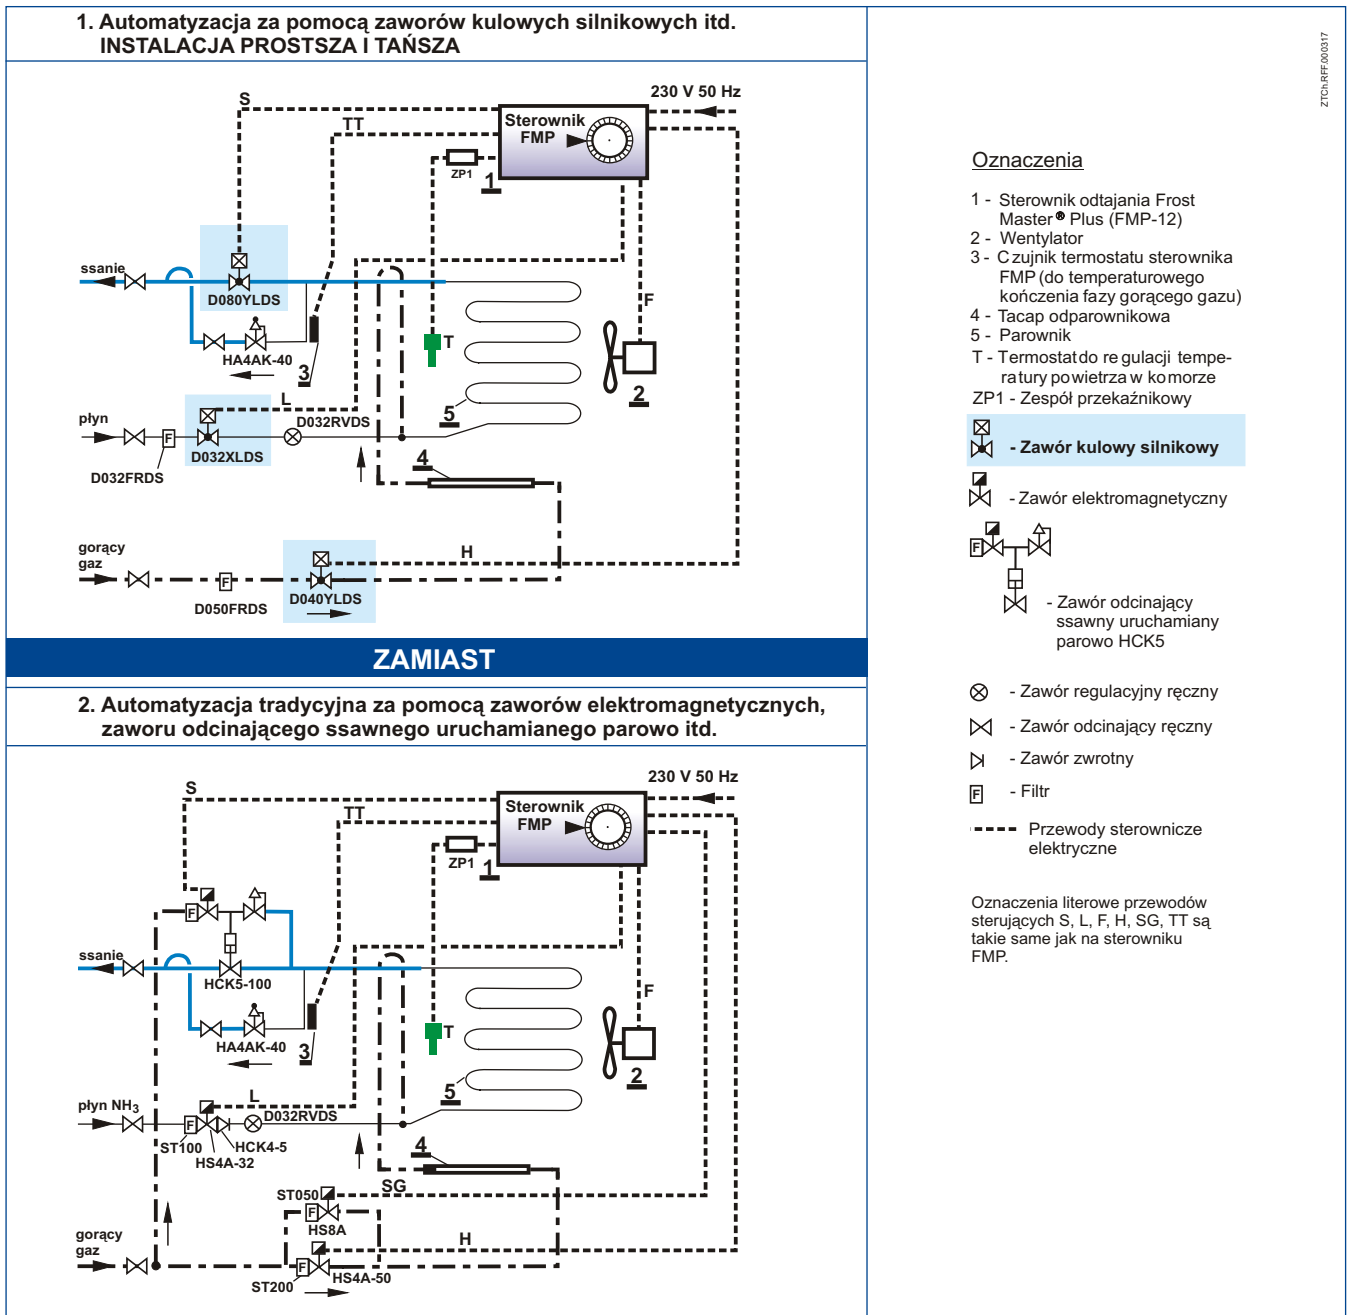 1. Automatyzacja za pomocą zaworów kulowych silnikowych itd.
INSTALACJA PROSTSZA I TAŃSZA
S
TT
230 V 50 Hz
Sterownik
FMP
ZP1
1
ssanie
D080YLDS
HA4AK-40
3
T
F
2
L
5
płyn
D032RVDS
D032XLDS
D032FRDS
F
4
gorący
gaz
H
F
D050FRDS
D040YLDS
ZAMIAST
2. Automatyzacja tradycyjna za pomocą zaworów elektromagnetycznych,
zaworu odcinającego ssawnego uruchamianego parowo itd.
S
TT
230 V 50 Hz
Sterownik
FMP
ZP1
1
F
ssanie
HCK5-100
HA4AK-40
3
T
F
2
L
5
płyn NH3
D032RVDS
F
ST100
HCK4-5
HS4A-32
4
SG
ST050
F
HS8A
gorący
gaz
H
F
HS4A-50
ST200
ZTCh.RFF.000317
Oznaczenia
1 - Sterownik odtajania Frost
Master® Plus (FMP-12)
2 - Wentylator
3 - Czujnik termostatu sterownika
FMP (do temperaturowego
kończenia fazy gorącego gazu)
4 - Tacap odparownikowa
5 - Parownik
T - Termostat do regulacji tempe-
ratury powietrza w komorze
ZP1 - Zespół przekaźnikowy
- Zawór kulowy silnikowy
- Zawór elektromagnetyczny
F
- Zawór odcinający
ssawny uruchamiany
parowo HCK5
- Zawór regulacyjny ręczny
- Zawór odcinający ręczny
- Zawór zwrotny
F - Filtr
Przewody sterownicze
elektryczne
Oznaczenia literowe przewodów
sterujących S, L, F, H, SG, TT są
takie same jak na sterowniku
FMP.